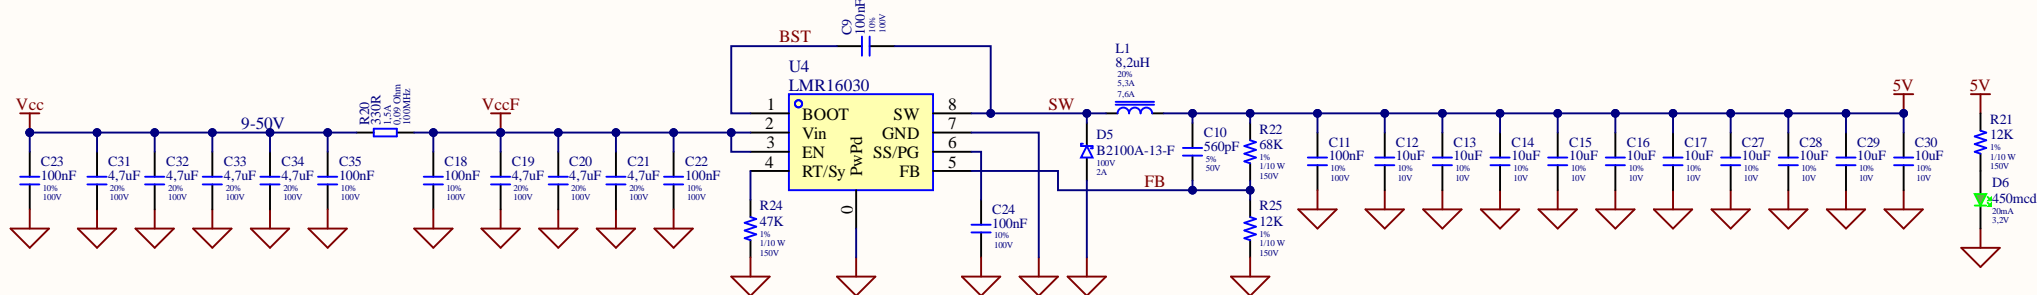 Vcc
C23
100nF
10%
100V
C31
4,7uF
20%
100V
C32
4,7uF
20%
100V
C33
4,7uF
20%
100V
9-50V
C34
4,7uF
20%
100V
C35
100nF
10%
100V
R20
330R
1.5A
0,09 Ohm
100MHz
C18
100nF
10%
100V
VccF
C19
4,7uF
20%
100V
C20
4,7uF
20%
100V
C21
4,7uF
20%
100V
C22
100nF
10%
100V
BST
C9
100nF
10%
100V
U4
LMR16030
1
2
3
4
BOOT
Vin
EN
RT/Sy
PwPd
0
SW
GND
SS/PG
FB
8
7
6
5
R24
47K
1%
1/10 W
150V
C24
100nF
10%
100V
SW
D5
B2100A-13-F
100V
2A
L1
8,2uH
20%
5,3A
7,6A
FB
C10
560pF
5%
50V
R22
68K
1%
1/10 W
150V
R25
12K
1%
1/10 W
150V
C11
100nF
10%
100V
C12
10uF
10%
10V
C13
10uF
10%
10V
C14
10uF
10%
10V
C15
10uF
10%
10V
C16
10uF
10%
10V
C17
10uF
10%
10V
C27
10uF
10%
10V
C28
10uF
10%
10V
C29
10uF
10%
10V
5V
C30
10uF
10%
10V
5V
R21
12K
1%
1/10 W
150V
D6
450mcd
20mA
3,2V